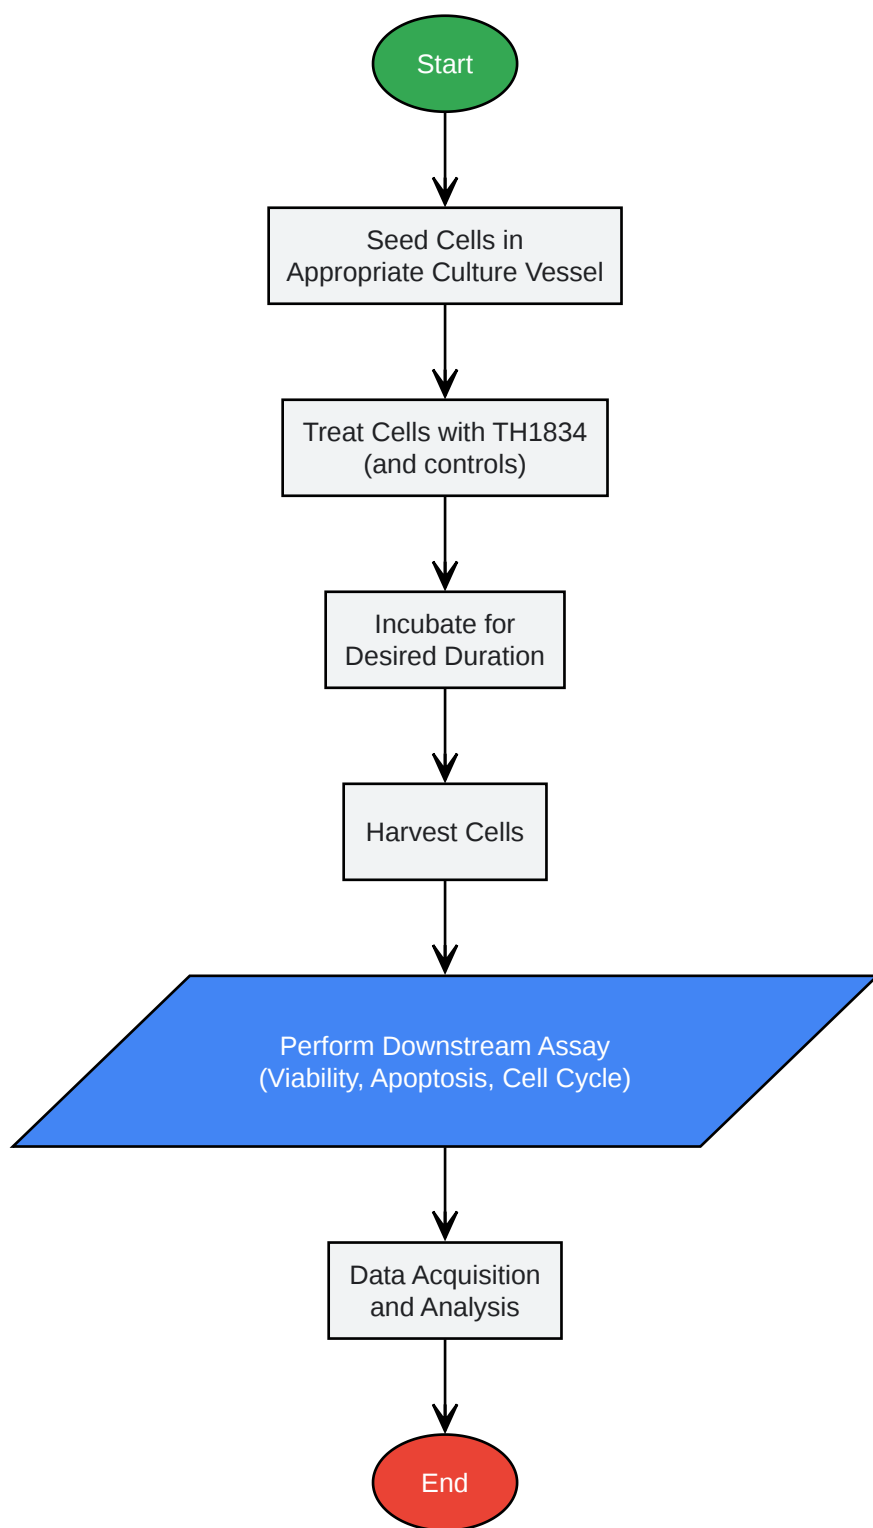 Start
Seed Cells in
Appropriate Culture Vessel
Treat Cells with TH1834
(and controls)
Incubate for
Desired Duration
Harvest Cells
Perform Downstream Assay
(Viability, Apoptosis, Cell Cycle)
Data Acquisition
and Analysis
End